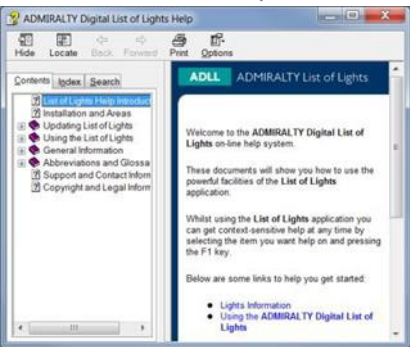 ADMIRALTY Digital List of Lights Help
Hide Locate Back Forward Print Options
Contents Index Search
List of Lights Help Introduct
Installation and Areas
Updating List of Lights
Using the List of Lights
General Information
Abbreviations and Glossa
Support and Contact Inform
Copyright and Legal Inform
ADLL ADMIRALTY List of Lights
Welcome to the ADMIRALTY Digital List of
Lights on-line help system.
These documents will show you how to use the
powerful facilities of the List of Lights
application.
Whilst using the List of Lights application you
can get context-sensitive help at any time by
selecting the item you want help on and pressing
the F1 key.
Below are some links to help you get started:
Lights Information
Using the ADMIRALTY Digital List of
Lights